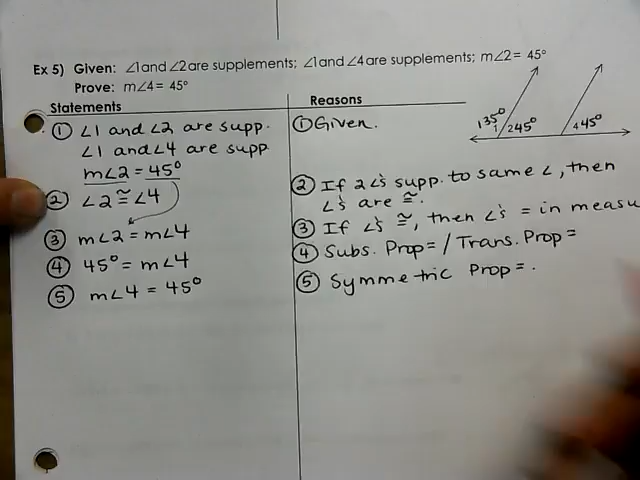 Ex 5) Given: ∠1 and ∠2 are supplements; ∠1 and ∠4 are supplements; m∠2 = 45°
Prove: m∠4 = 45°
Statements
Reasons
① ∠1 and ∠2 are supp.
∠1 and ∠4 are supp
m∠2 = 45°
② ∠2 ≅ ∠4
③ m∠2 = m∠4
④ 45° = m∠4
⑤ m∠4 = 45°
① Given.
② If 2 ∠'s supp. to same ∠, then
∠'s are ≅.
③ If ∠'s ≅, then ∠'s = in measu
④ Subs. Prop= / Trans. Prop=
⑤ Symmetric Prop=.
135°
1 2 45°
4 45°